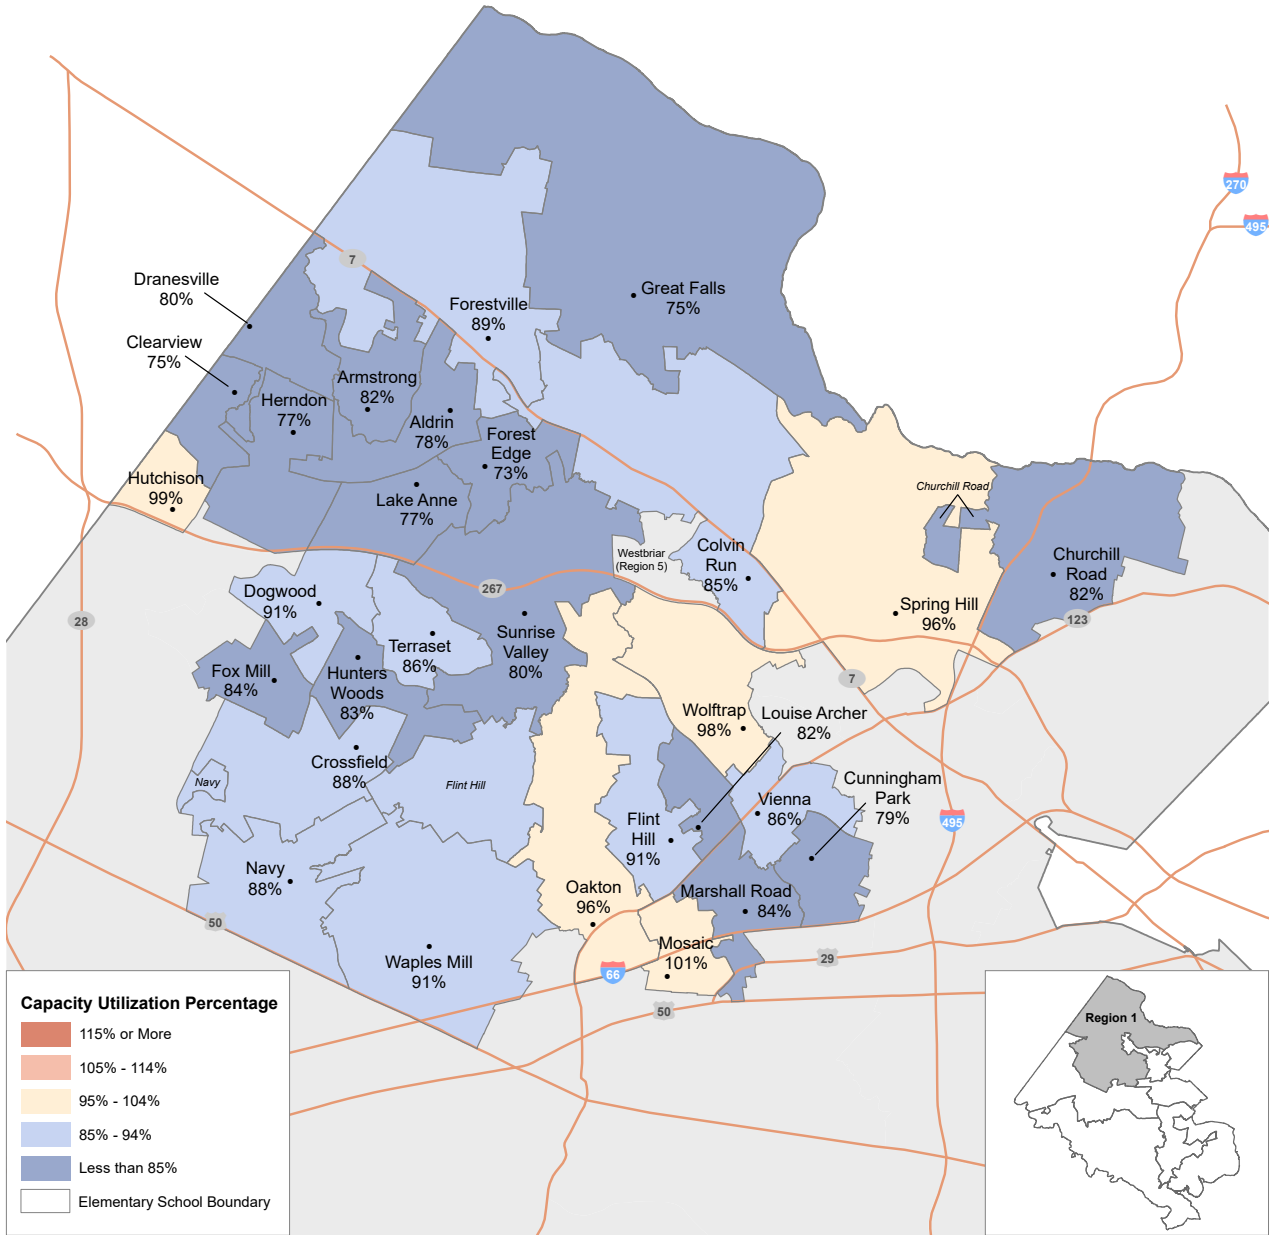 270
495
7
Dranesville
80%
Great Falls
75%
Forestville
89%
Clearview
75%
Armstrong
82%
Herndon
77%
Aldrin
78%
Forest
Edge
73%
Hutchison
99%
Lake Anne
77%
Churchill Road
Westbriar
(Region 5)
Colvin
Run
85%
Churchill
Road
82%
267
Dogwood
91%
28
Spring Hill
96%
123
Sunrise
Valley
80%
Terraset
86%
Fox Mill
84%
Hunters
Woods
83%
7
Wolftrap
98%
Louise Archer
82%
Crossfield
88%
Navy
Flint Hill
Cunningham
Park
79%
Vienna
86%
Flint
Hill
91%
495
Navy
88%
Oakton
96%
Marshall Road
84%
50
Mosaic
101%
Waples Mill
91%
29
66
50
Capacity Utilization Percentage
115% or More
105% - 114%
95% - 104%
85% - 94%
Less than 85%
Elementary School Boundary
Region 1